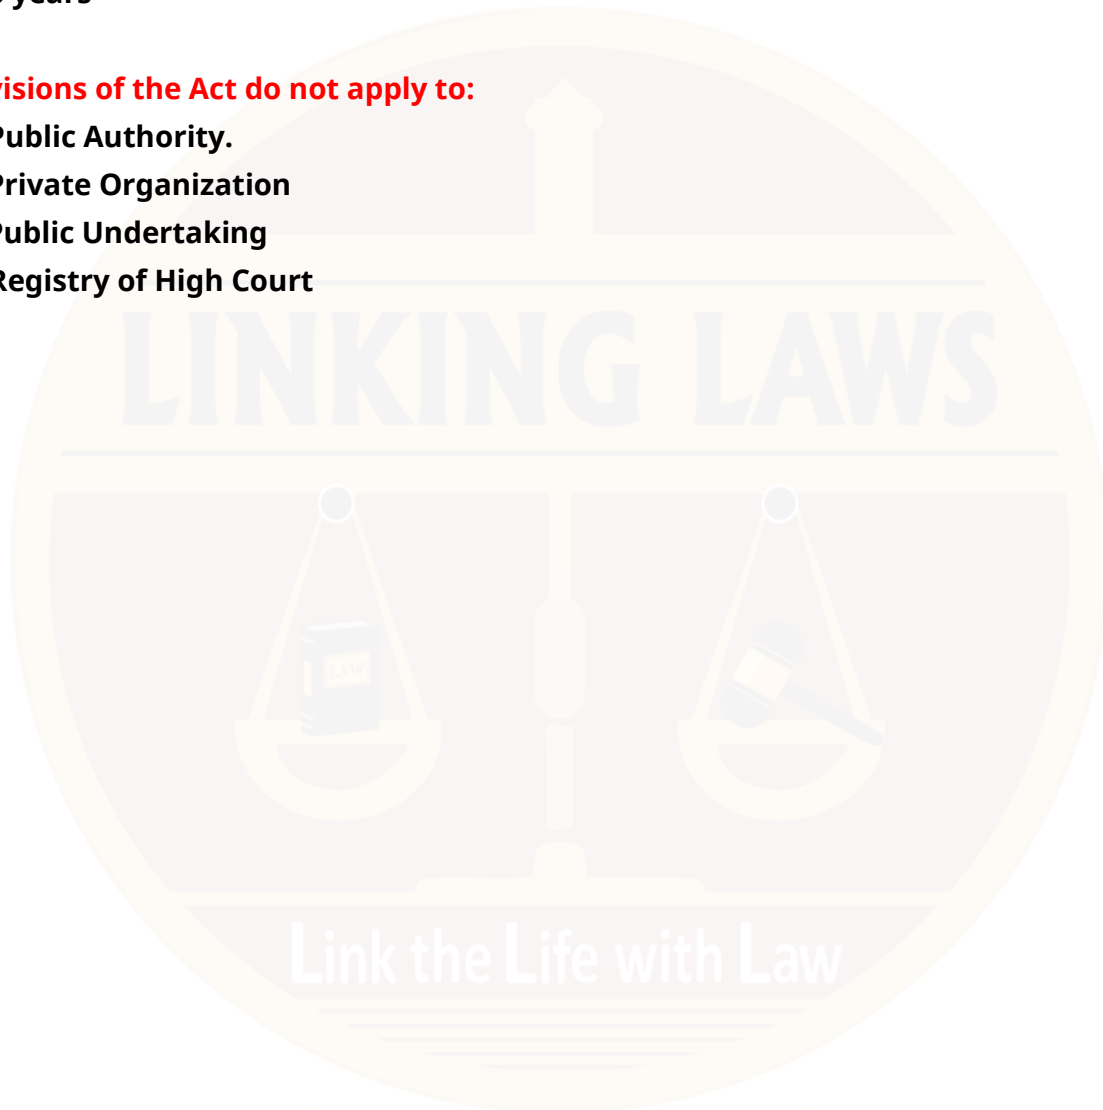 years
visions of the Act do not apply to:
Public Authority.
Private Organization
Public Undertaking
Registry of High Court
LINKING LAWS
LAW
Link the Life with Law